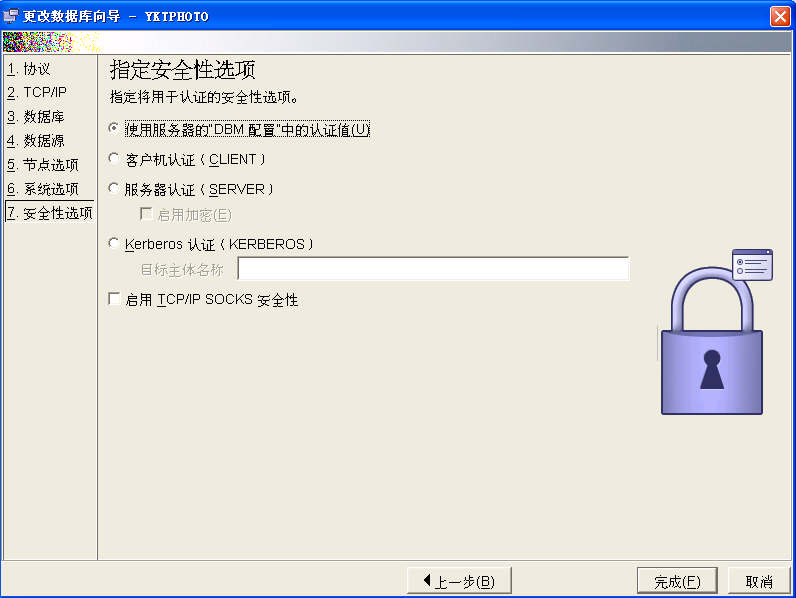 更改数据库向导 - YKTPHOTO
1. 协议
2. TCP/IP
3. 数据库
4. 数据源
5. 节点选项
6. 系统选项
7. 安全性选项
指定安全性选项
指定将用于认证的安全性选项。
使用服务器的"DBM 配置"中的认证值(U)
客户机认证（CLIENT）
服务器认证（SERVER）
启用加密(E)
Kerberos 认证（KERBEROS）
目标主体名称
启用 TCP/IP SOCKS 安全性
上一步(B)
完成(F)
取消